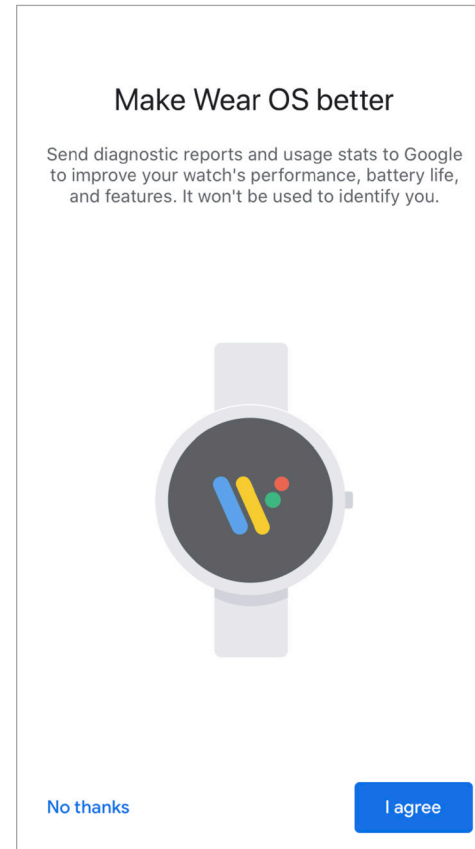 Make Wear OS better
Send diagnostic reports and usage stats to Google
to improve your watch's performance, battery life,
and features. It won't be used to identify you.
No thanks
I agree